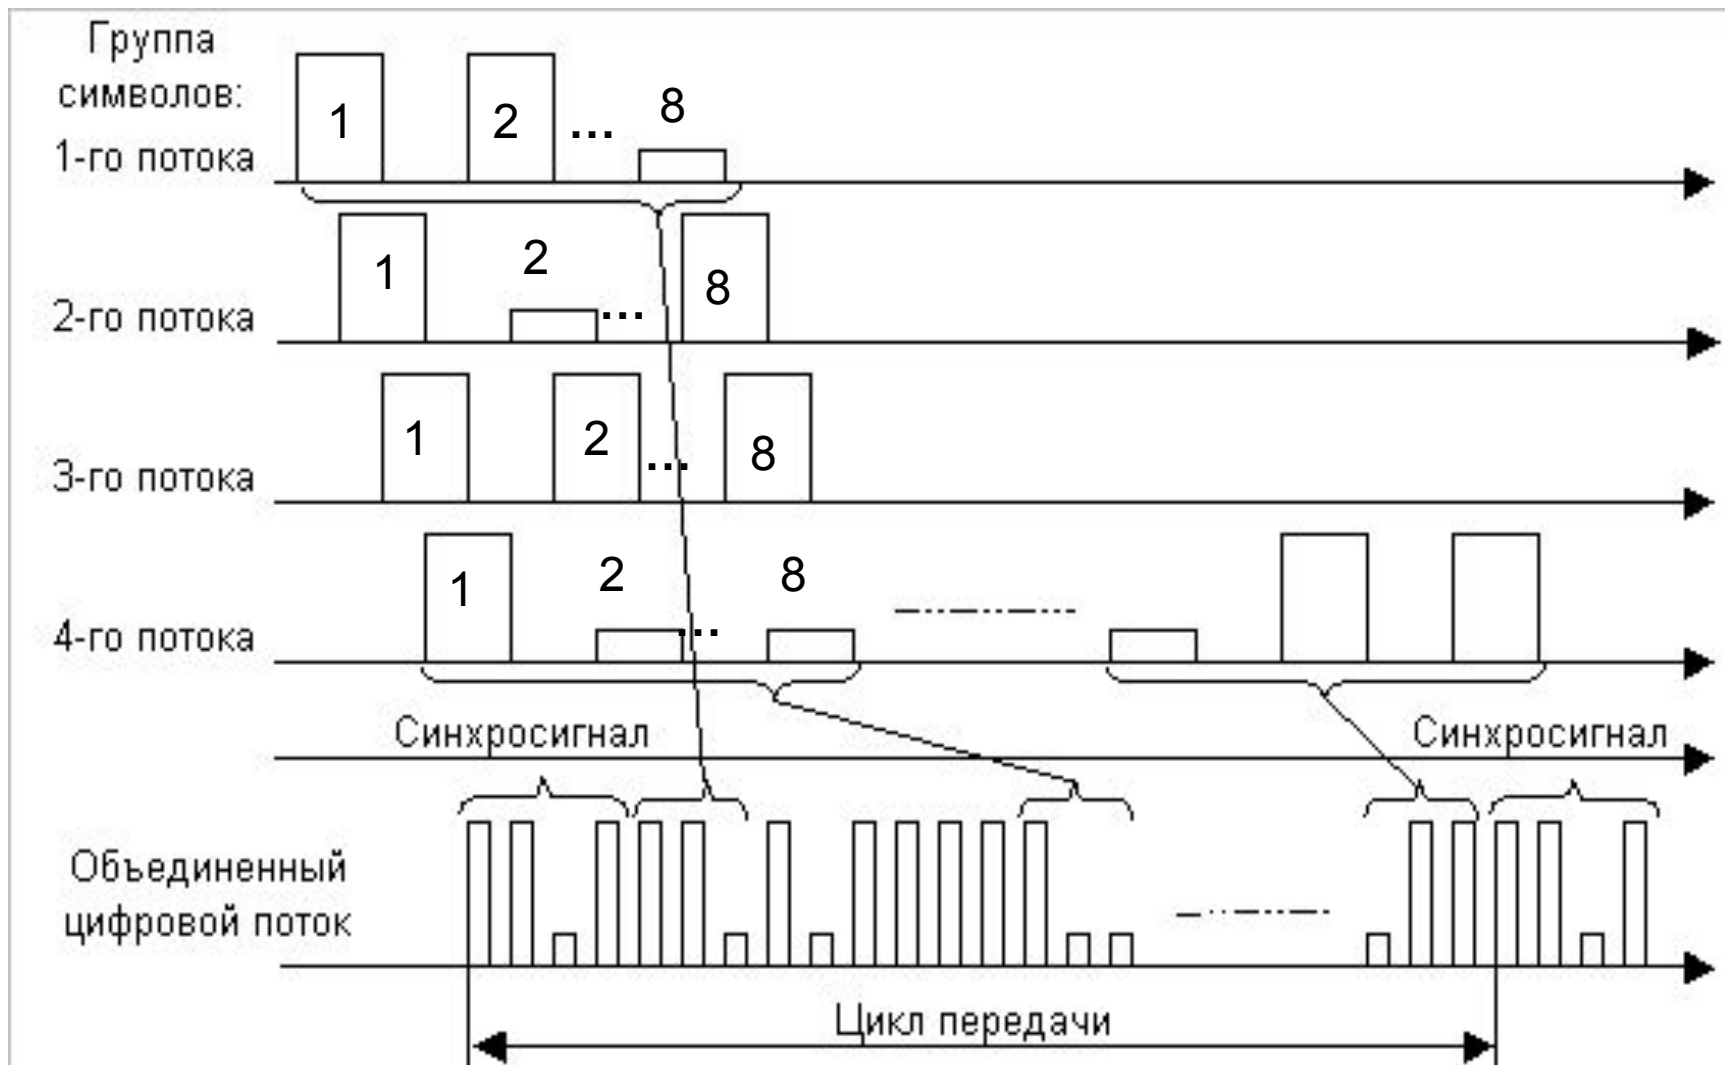 Группа
символов:
1-го потока
1 2 ... 8
2-го потока
1 2 ... 8
3-го потока
1 2 ... 8
4-го потока
1 2 ... 8
Синхросигнал Синхросигнал
Объединенный
цифровой поток
Цикл передачи